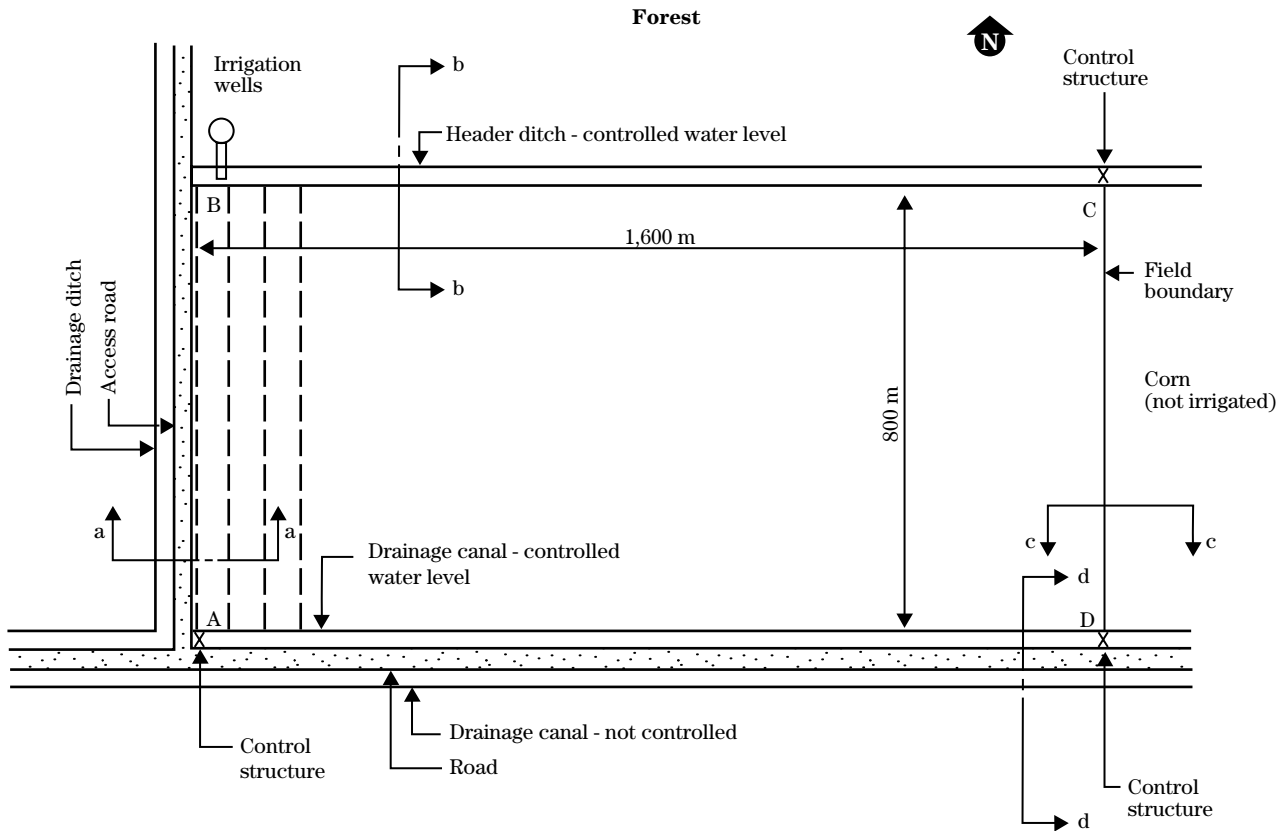 Forest
N
Irrigation
wells
b
Control
structure
Header ditch - controlled water level
B
C
1,600 m
b
Field
boundary
Drainage ditch
Access road
Corn
(not irrigated)
800 m
a
a
c
c
Drainage canal - controlled
water level
d
A
D
X
X
X
Drainage canal - not controlled
Control
structure
Road
Control
structure
d